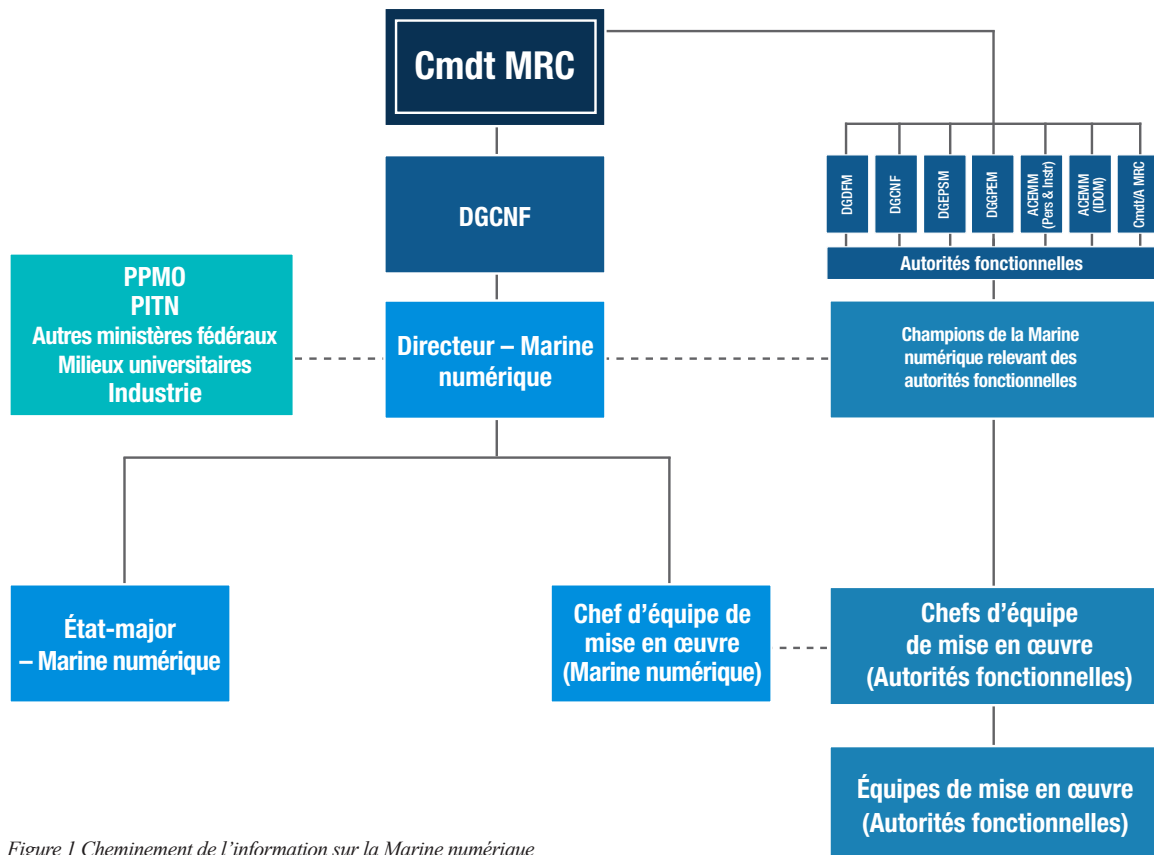 Cmdt MRC
DGCNF
DGDFM
DGCNF
DGEPSM
DGGPEM
ACEMM
(Pers & Instr)
ACEMM
(IDOM)
Cmdt/A MRC
Autorités fonctionnelles
PPMO
PITN
Autres ministères fédéraux
Milieux universitaires
Industrie
Directeur – Marine
numérique
Champions de la Marine
numérique relevant des
autorités fonctionnelles
État-major
– Marine numérique
Chef d'équipe de
mise en œuvre
(Marine numérique)
Chefs d'équipe
de mise en œuvre
(Autorités fonctionnelles)
Équipes de mise en œuvre
(Autorités fonctionnelles)
Figure 1 Cheminement de l'information sur la Marine numérique